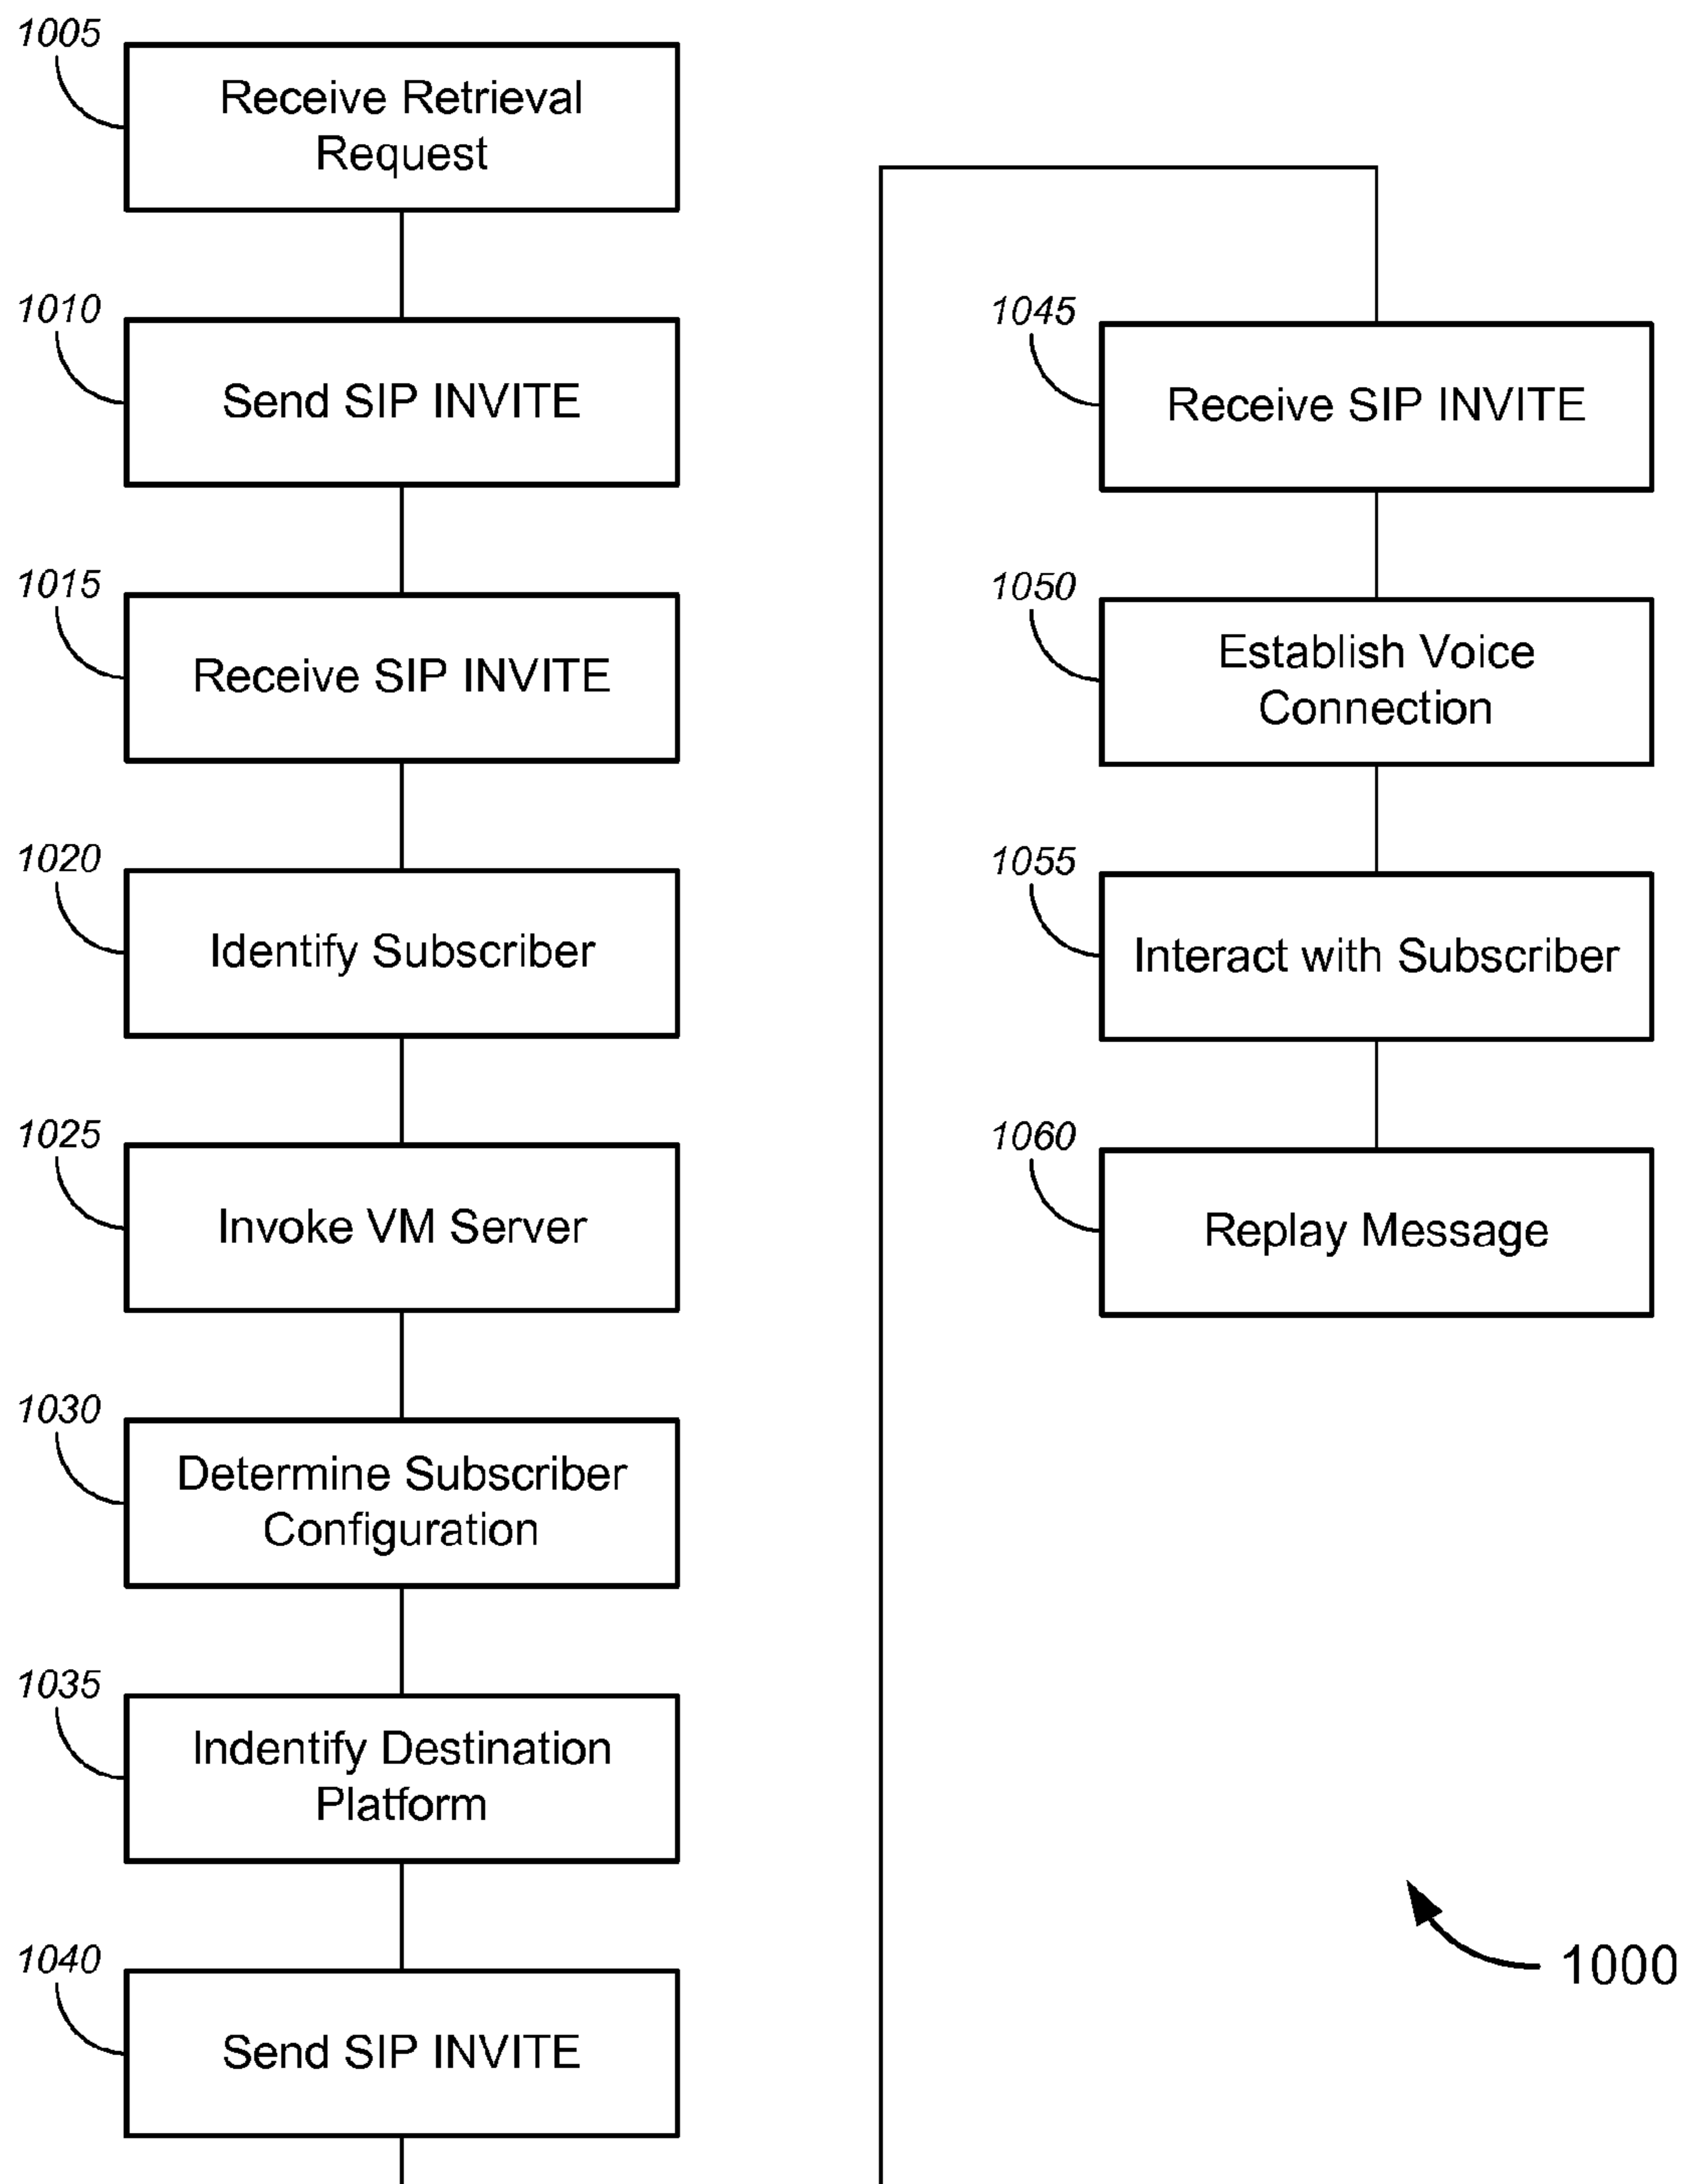 1005
Receive Retrieval
Request
1010
Send SIP INVITE
1015
Receive SIP INVITE
1020
Identify Subscriber
1025
Invoke VM Server
1030
Determine Subscriber
Configuration
1035
Indentify Destination
Platform
1040
Send SIP INVITE
1045
Receive SIP INVITE
1050
Establish Voice
Connection
1055
Interact with Subscriber
1060
Replay Message
1000